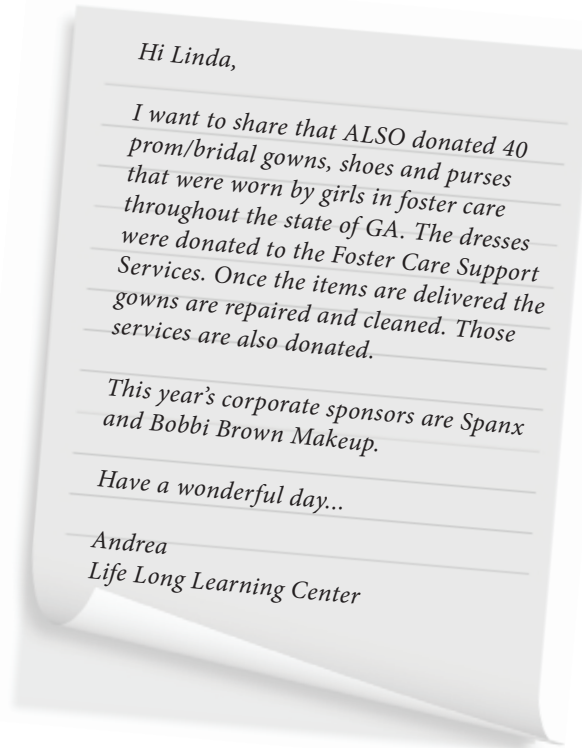 Hi Linda,
I want to share that ALSO donated 40
prom/bridal gowns, shoes and purses
that were worn by girls in foster care
throughout the state of GA. The dresses
were donated to the Foster Care Support
Services. Once the items are delivered the
gowns are repaired and cleaned. Those
services are also donated.
This year’s corporate sponsors are Spanx
and Bobbi Brown Makeup.
Have a wonderful day...
Andrea
Life Long Learning Center